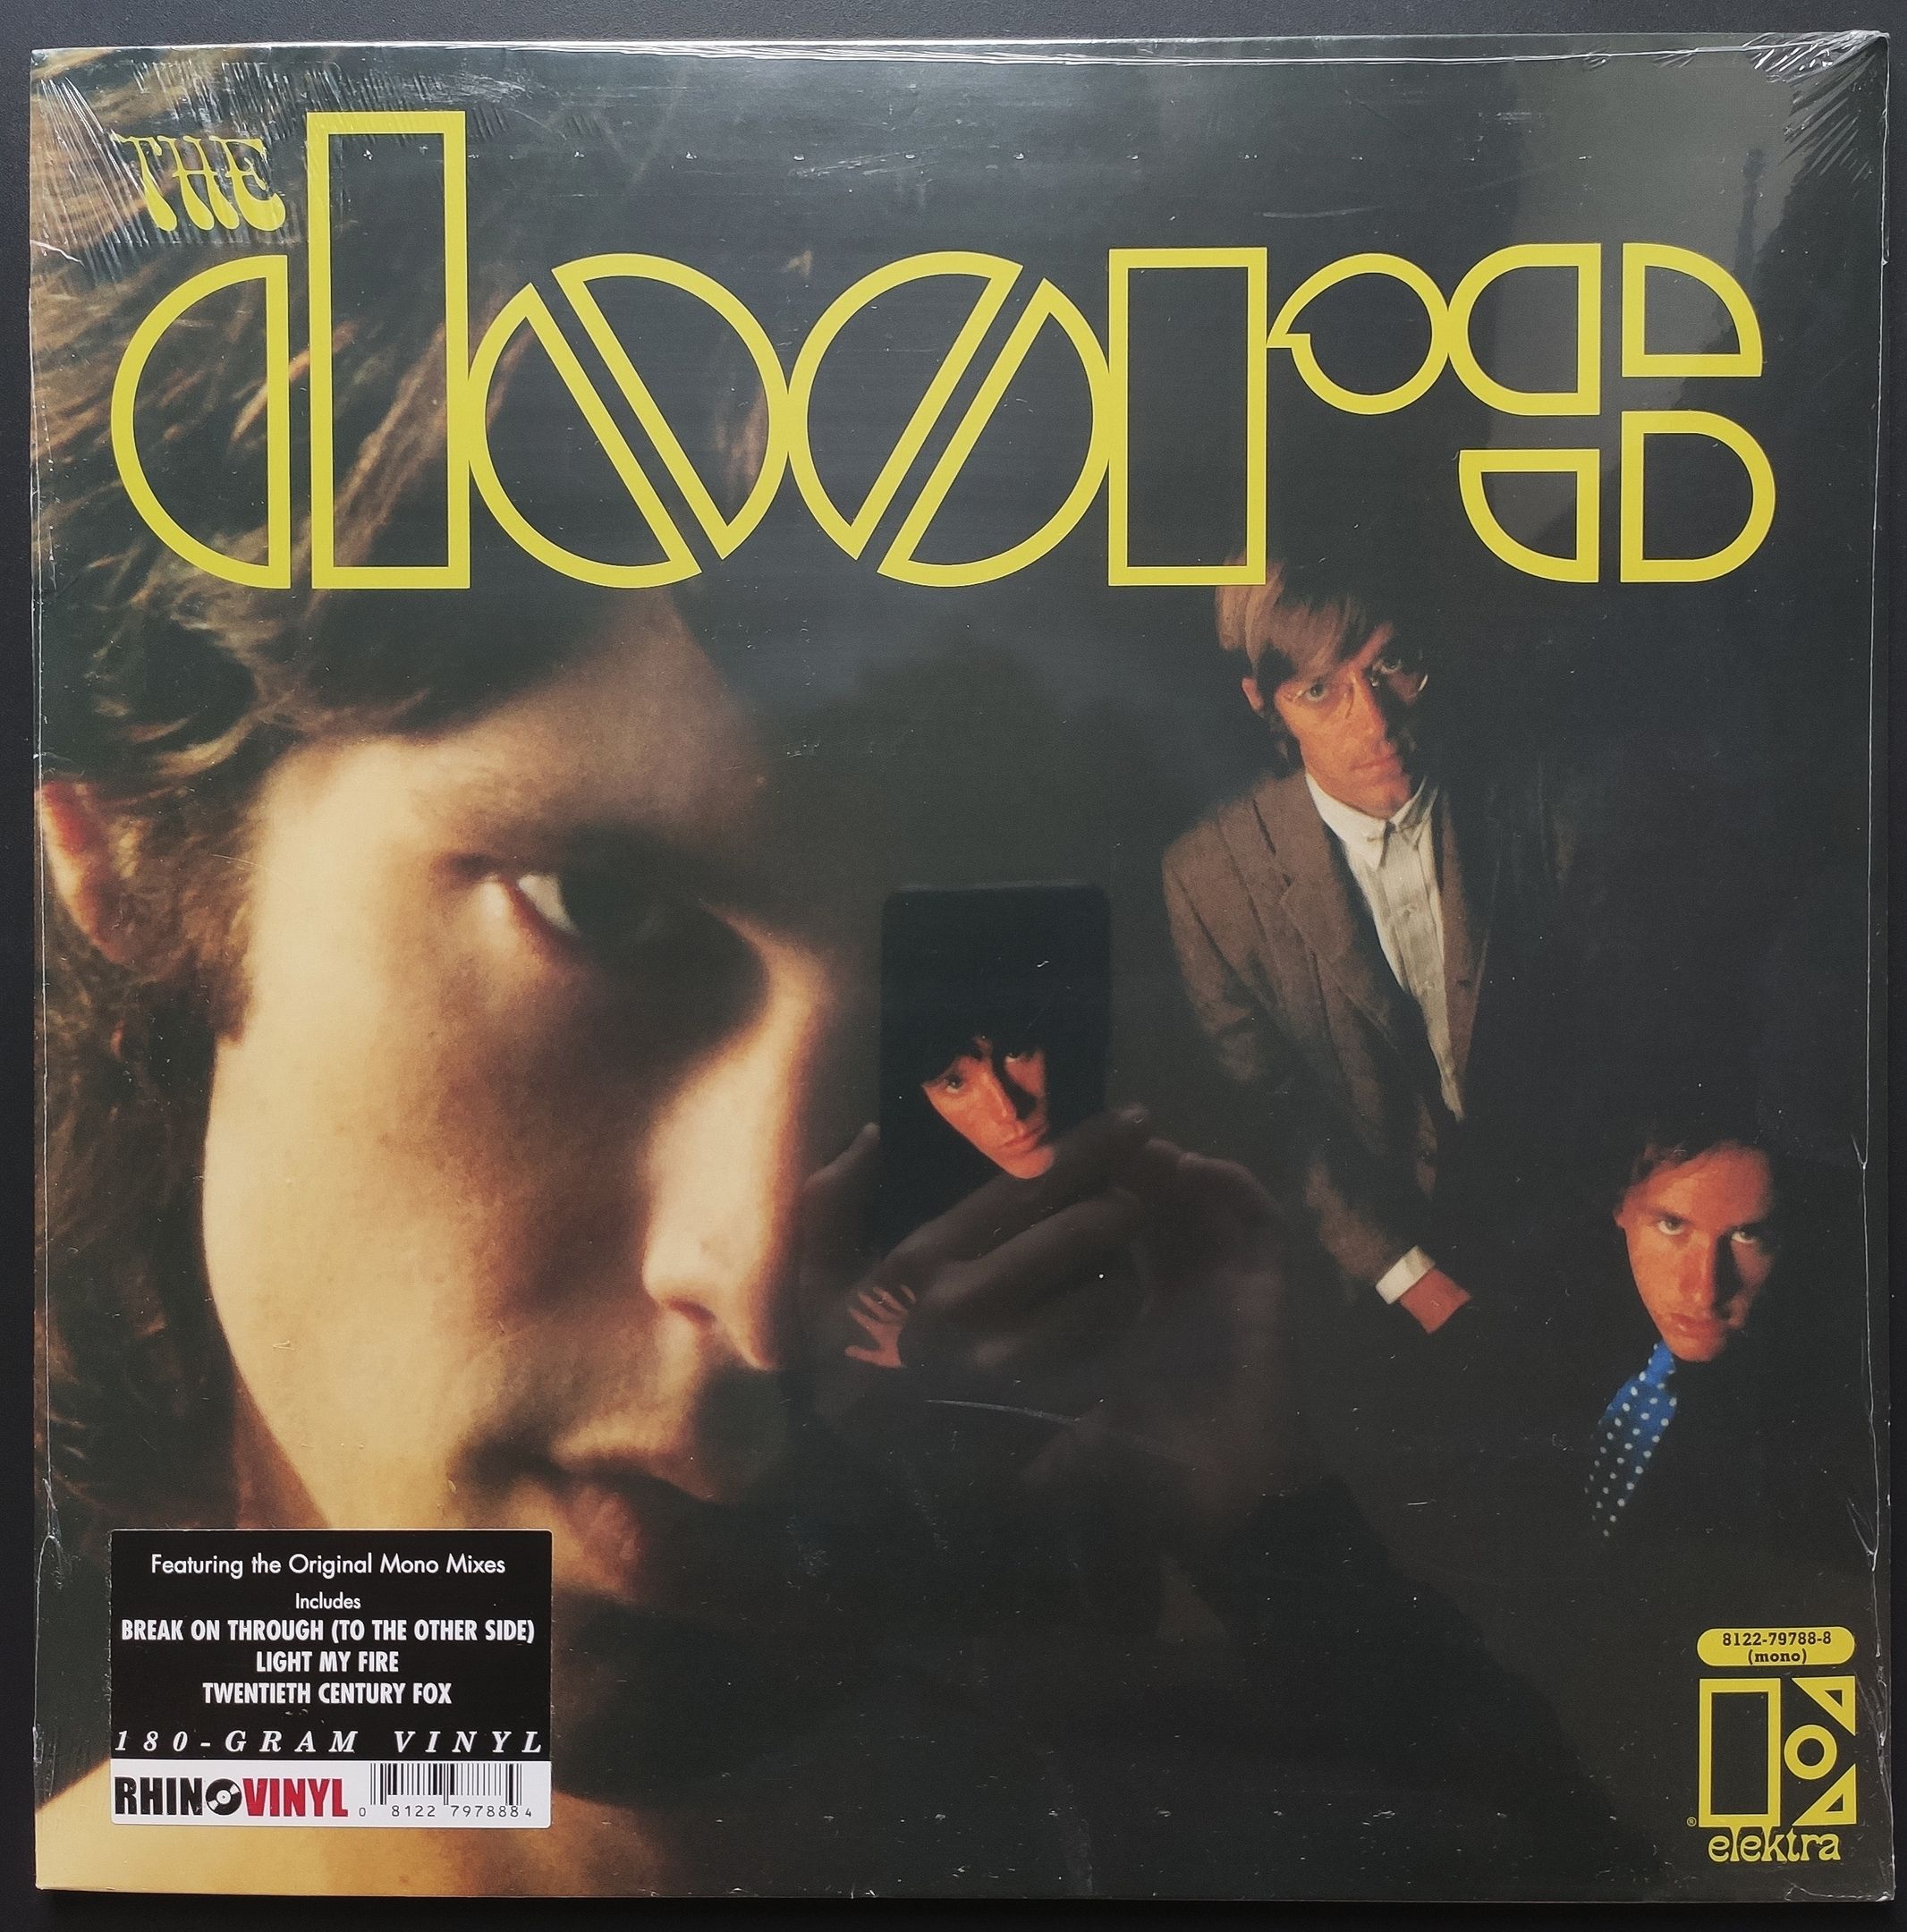 THE
doors
Featuring the Original Mono Mixes
Includes
BREAK ON THROUGH (TO THE OTHER SIDE)
LIGHT MY FIRE
TWENTIETH CENTURY FOX
180-GRAM VINYL
RHINO VINYL
0 8122 797888 4
8122-79788-8
(mono)
®
elektra